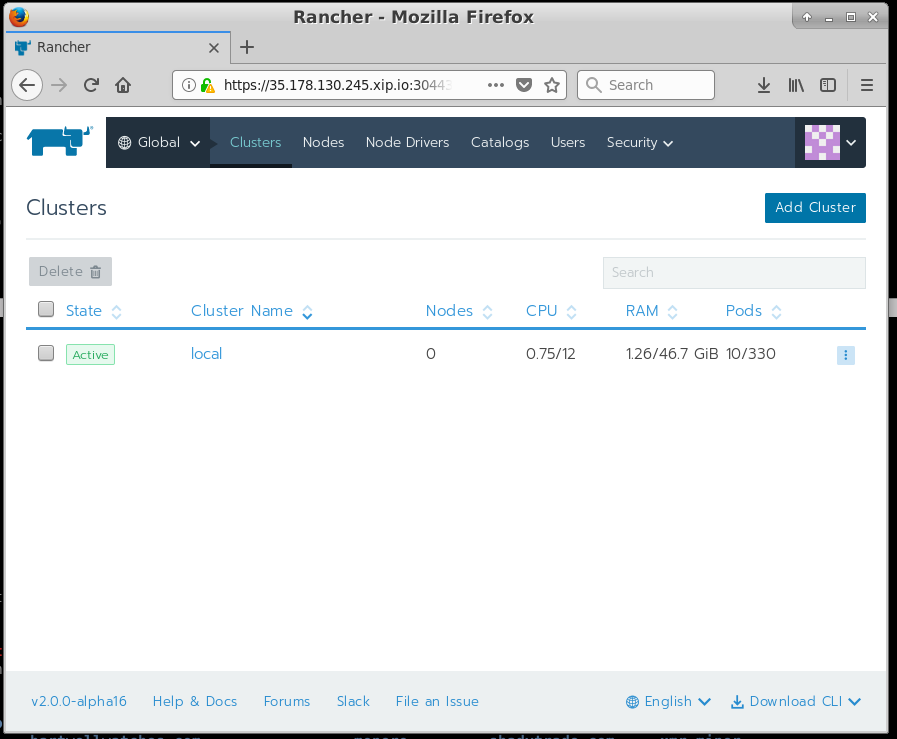 Rancher - Mozilla Firefox
Rancher
https://35.178.130.245.xip.io:30443
Search
Global Clusters Nodes Node Drivers Catalogs Users Security
Clusters
Add Cluster
Delete
Search
State Cluster Name Nodes CPU RAM Pods
Active local 0 0.75/12 1.26/46.7 GiB 10/330
v2.0.0-alpha16 Help & Docs Forums Slack File an Issue English Download CLI